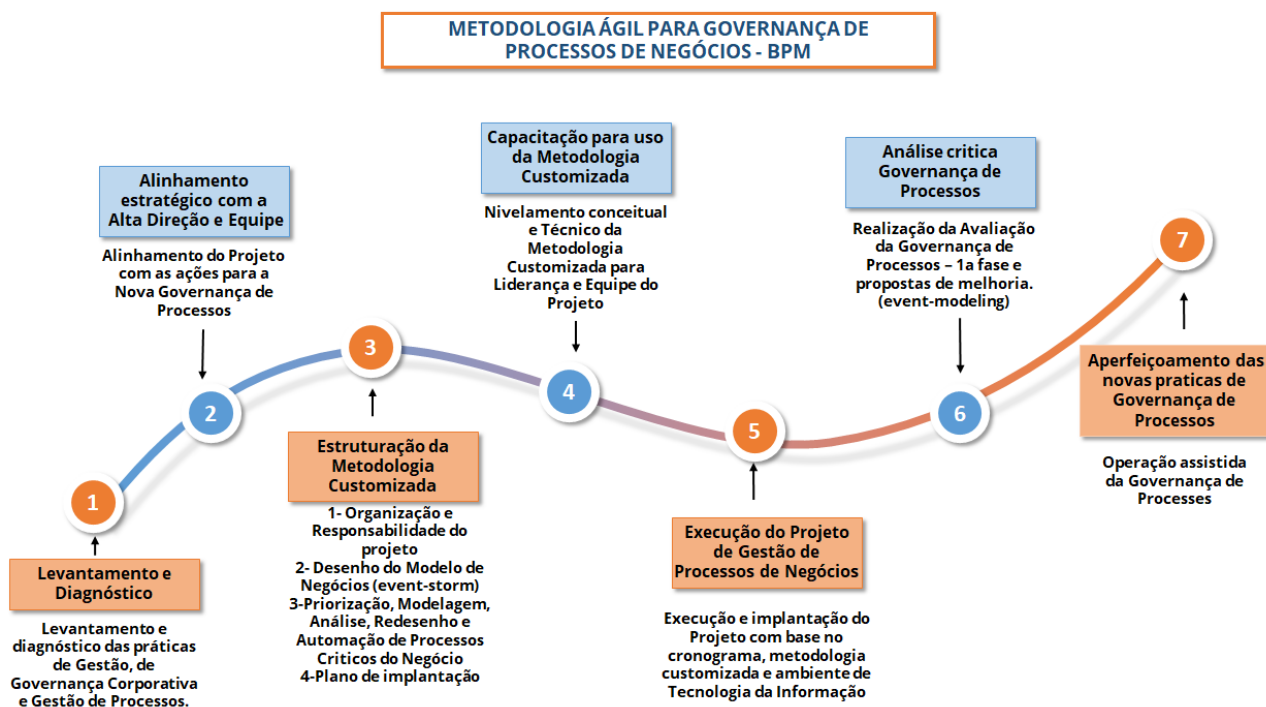 METODOLOGIA ÁGIL PARA GOVERNANÇA DE
PROCESSOS DE NEGÓCIOS - BPM
1
Levantamento e
Diagnóstico
Levantamento e
diagnóstico das práticas
de Gestão, de
Governança Corporativa
e Gestão de Processos.
Alinhamento
estratégico com a
Alta Direção e Equipe
Alinhamento do Projeto
com as ações para a
Nova Governança de
Processos
2
3
Estruturação da
Metodologia
Customizada
1- Organização e
Responsabilidade do
projeto
2- Desenho do Modelo de
Negócios (event-storm)
3-Priorização, Modelagem,
Análise, Redesenho e
Automação de Processos
Criticos do Negócio
4-Plano de implantação
Capacitação para uso
da Metodologia
Customizada
Nivelamento conceitual
e Técnico da
Metodologia
Customizada para
Liderança e Equipe do
Projeto
4
5
Execução do Projeto
de Gestão de
Processos de Negócios
Execução e implantação do
Projeto com base no
cronograma, metodologia
customizada e ambiente de
Tecnologia da Informação
Análise critica
Governança de
Processos
Realização da Avaliação
da Governança de
Processos – 1a fase e
propostas de melhoria.
(event-modeling)
6
7
Aperfeiçoamento das
novas praticas de
Governança de
Processos
Operação assistida
da Governança de
Processes